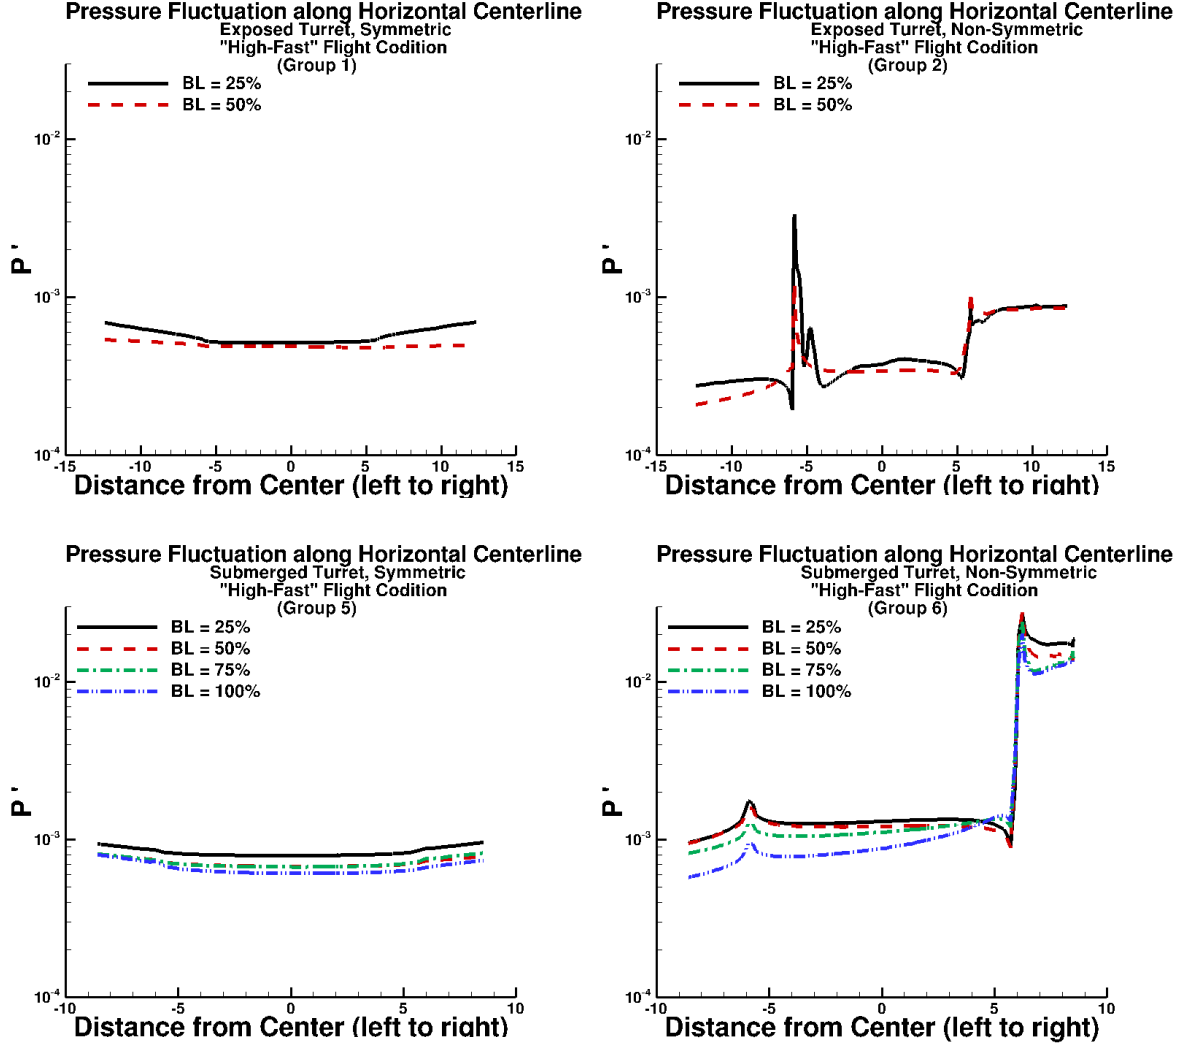 Pressure Fluctuation along Horizontal Centerline
Exposed Turret, Symmetric
"High-Fast" Flight Codition
(Group 1)
BL = 25%
BL = 50%
10-2
10-3
10-4
P '
-15 -10 -5 0 5 10 15
Distance from Center (left to right)
Pressure Fluctuation along Horizontal Centerline
Exposed Turret, Non-Symmetric
"High-Fast" Flight Codition
(Group 2)
BL = 25%
BL = 50%
10-2
10-3
10-4
P '
-15 -10 -5 0 5 10 15
Distance from Center (left to right)
Pressure Fluctuation along Horizontal Centerline
Submerged Turret, Symmetric
"High-Fast" Flight Codition
(Group 5)
BL = 25%
BL = 50%
BL = 75%
BL = 100%
10-2
10-3
10-4
P '
-10 -5 0 5 10
Distance from Center (left to right)
Pressure Fluctuation along Horizontal Centerline
Submerged Turret, Non-Symmetric
"High-Fast" Flight Codition
(Group 6)
BL = 25%
BL = 50%
BL = 75%
BL = 100%
10-2
10-3
10-4
P '
-10 -5 0 5 10
Distance from Center (left to right)